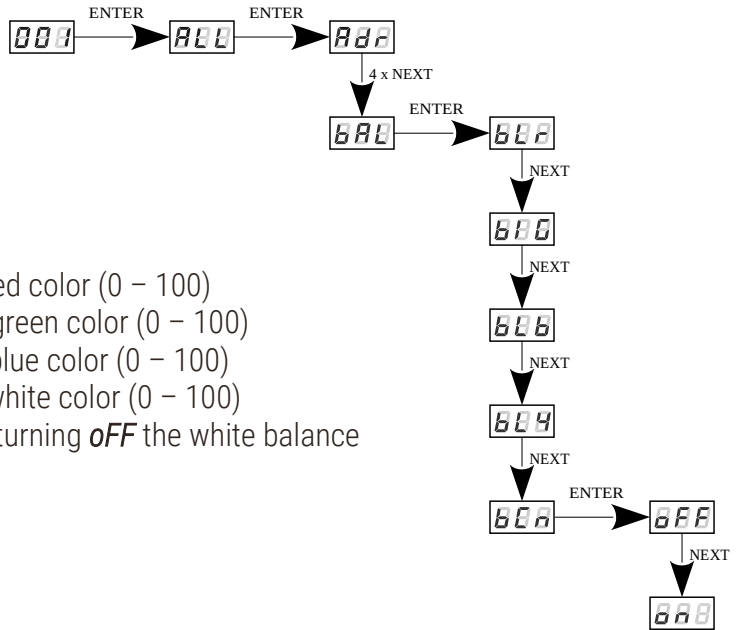 ENTER ENTER
001 ALL Adr
4 x NEXT
ENTER
bAL bLr
NEXT
blG
NEXT
ed color (0 – 100)
green color (0 – 100)
bLb
blue color (0 – 100)
NEXT
white color (0 – 100)
bL4
turning oFF the white balance
NEXT
ENTER
bCn oFF
NEXT
on